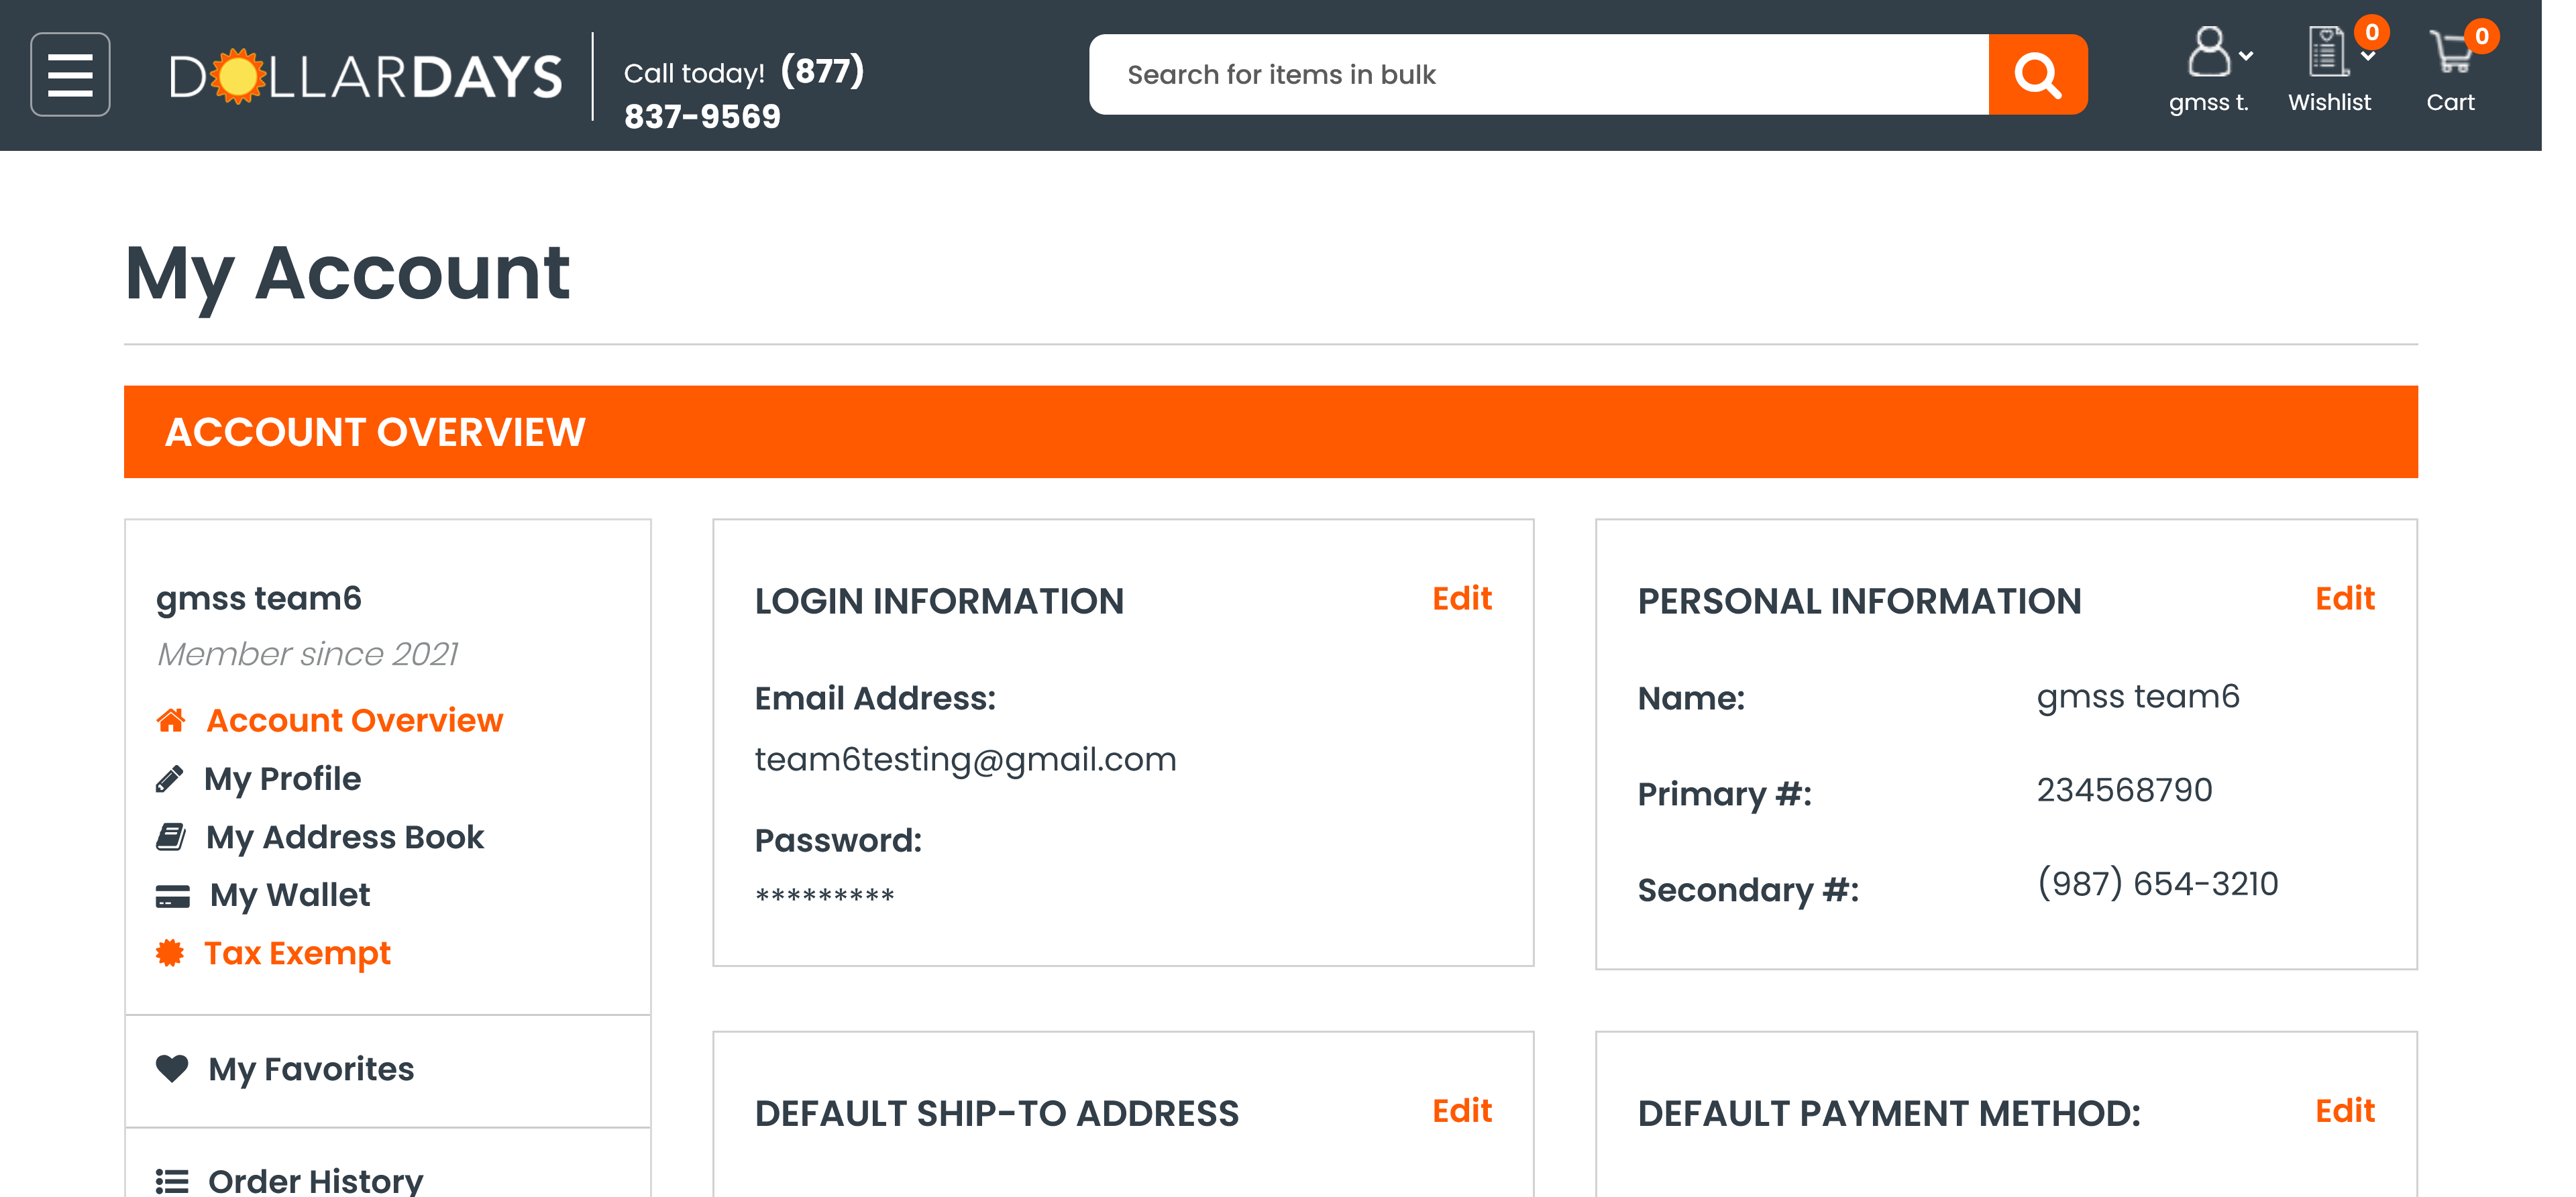 DOLLARDAYS
Call today! (877)
837-9569
Search for items in bulk
gmss t.
0
Wishlist
0
Cart
My Account
ACCOUNT OVERVIEW
gmss team6
Member since 2021
Account Overview
My Profile
My Address Book
My Wallet
Tax Exempt
My Favorites
Order History
LOGIN INFORMATION
Edit
Email Address:
team6testing@gmail.com
Password:
*********
PERSONAL INFORMATION
Edit
Name: gmss team6
Primary #: 234568790
Secondary #: (987) 654-3210
DEFAULT SHIP-TO ADDRESS
Edit
DEFAULT PAYMENT METHOD:
Edit